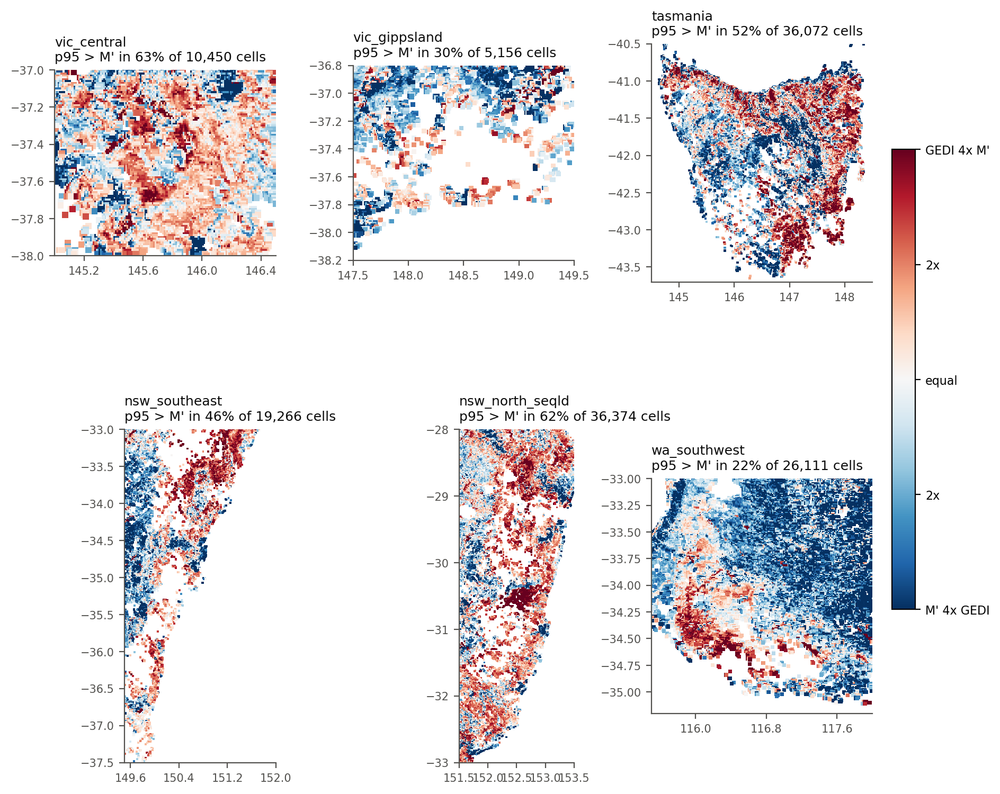 vic_central
p95 > M' in 63% of 10,450 cells
−37.0
−37.2
−37.4
−37.6
−37.8
−38.0
145.2 145.6 146.0 146.4
vic_gippsland
p95 > M' in 30% of 5,156 cells
−36.8
−37.0
−37.2
−37.4
−37.6
−37.8
−38.0
−38.2
147.5 148.0 148.5 149.0 149.5
tasmania
p95 > M' in 52% of 36,072 cells
−40.5
−41.0
−41.5
−42.0
−42.5
−43.0
−43.5
145 146 147 148
nsw_southeast
p95 > M' in 46% of 19,266 cells
−33.0
−33.5
−34.0
−34.5
−35.0
−35.5
−36.0
−36.5
−37.0
−37.5
149.6 150.4 151.2 152.0
nsw_north_seqld
p95 > M' in 62% of 36,374 cells
−28
−29
−30
−31
−32
−33
151.5 152.0 152.5 153.0 153.5
wa_southwest
p95 > M' in 22% of 26,111 cells
−33.00
−33.25
−33.50
−33.75
−34.00
−34.25
−34.50
−34.75
−35.00
116.0 116.8 117.6
GEDI 4x M'
2x
equal
2x
M' 4x GEDI